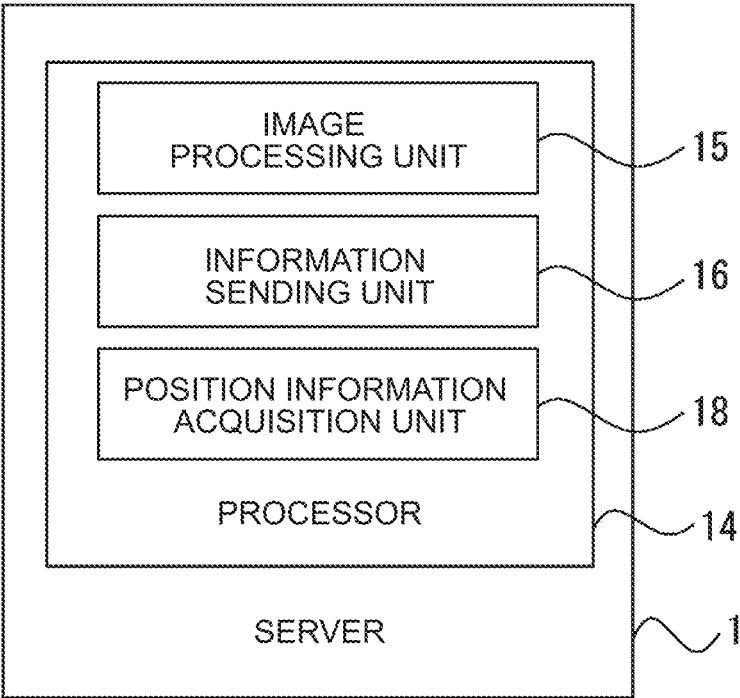 IMAGE
PROCESSING UNIT
15
INFORMATION
SENDING UNIT
16
POSITION INFORMATION
ACQUISITION UNIT
18
PROCESSOR
14
SERVER
1